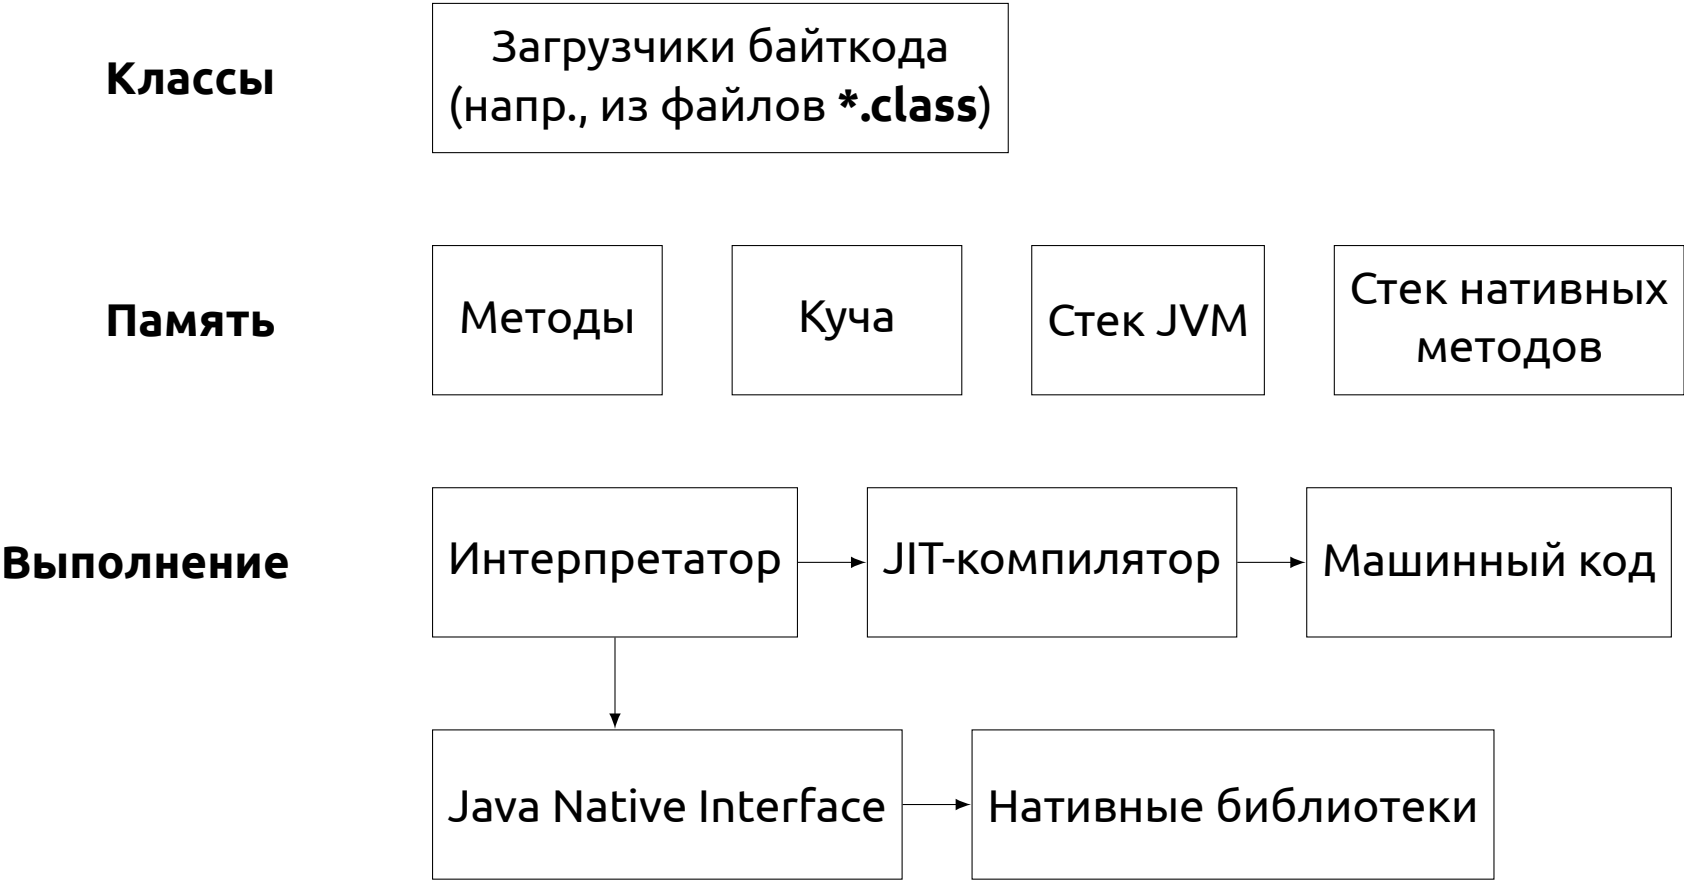 Классы
Загрузчики байткода
(напр., из файлов *.class)
Память
Методы
Куча
Стек JVM
Стек нативных
методов
Выполнение
Интерпретатор
JIT-компилятор
Машинный код
Java Native Interface
Нативные библиотеки